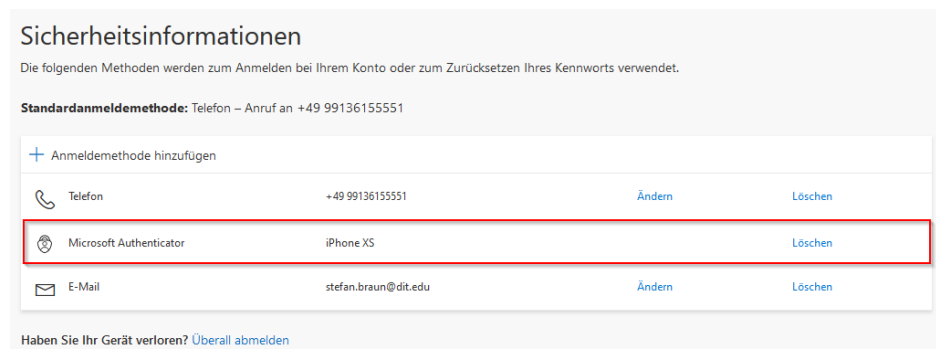 Sicherheitsinformationen
Die folgenden Methoden werden zum Anmelden bei Ihrem Konto oder zum Zurücksetzen Ihres Kennworts verwendet.
Standardanmeldemethode: Telefon – Anruf an +49 99136155551
+ Anmeldemethode hinzufügen
Telefon +49 99136155551 Ändern Löschen
Microsoft Authenticator iPhone XS Löschen
E-Mail stefan.braun@dit.edu Ändern Löschen
Haben Sie Ihr Gerät verloren? Überall abmelden